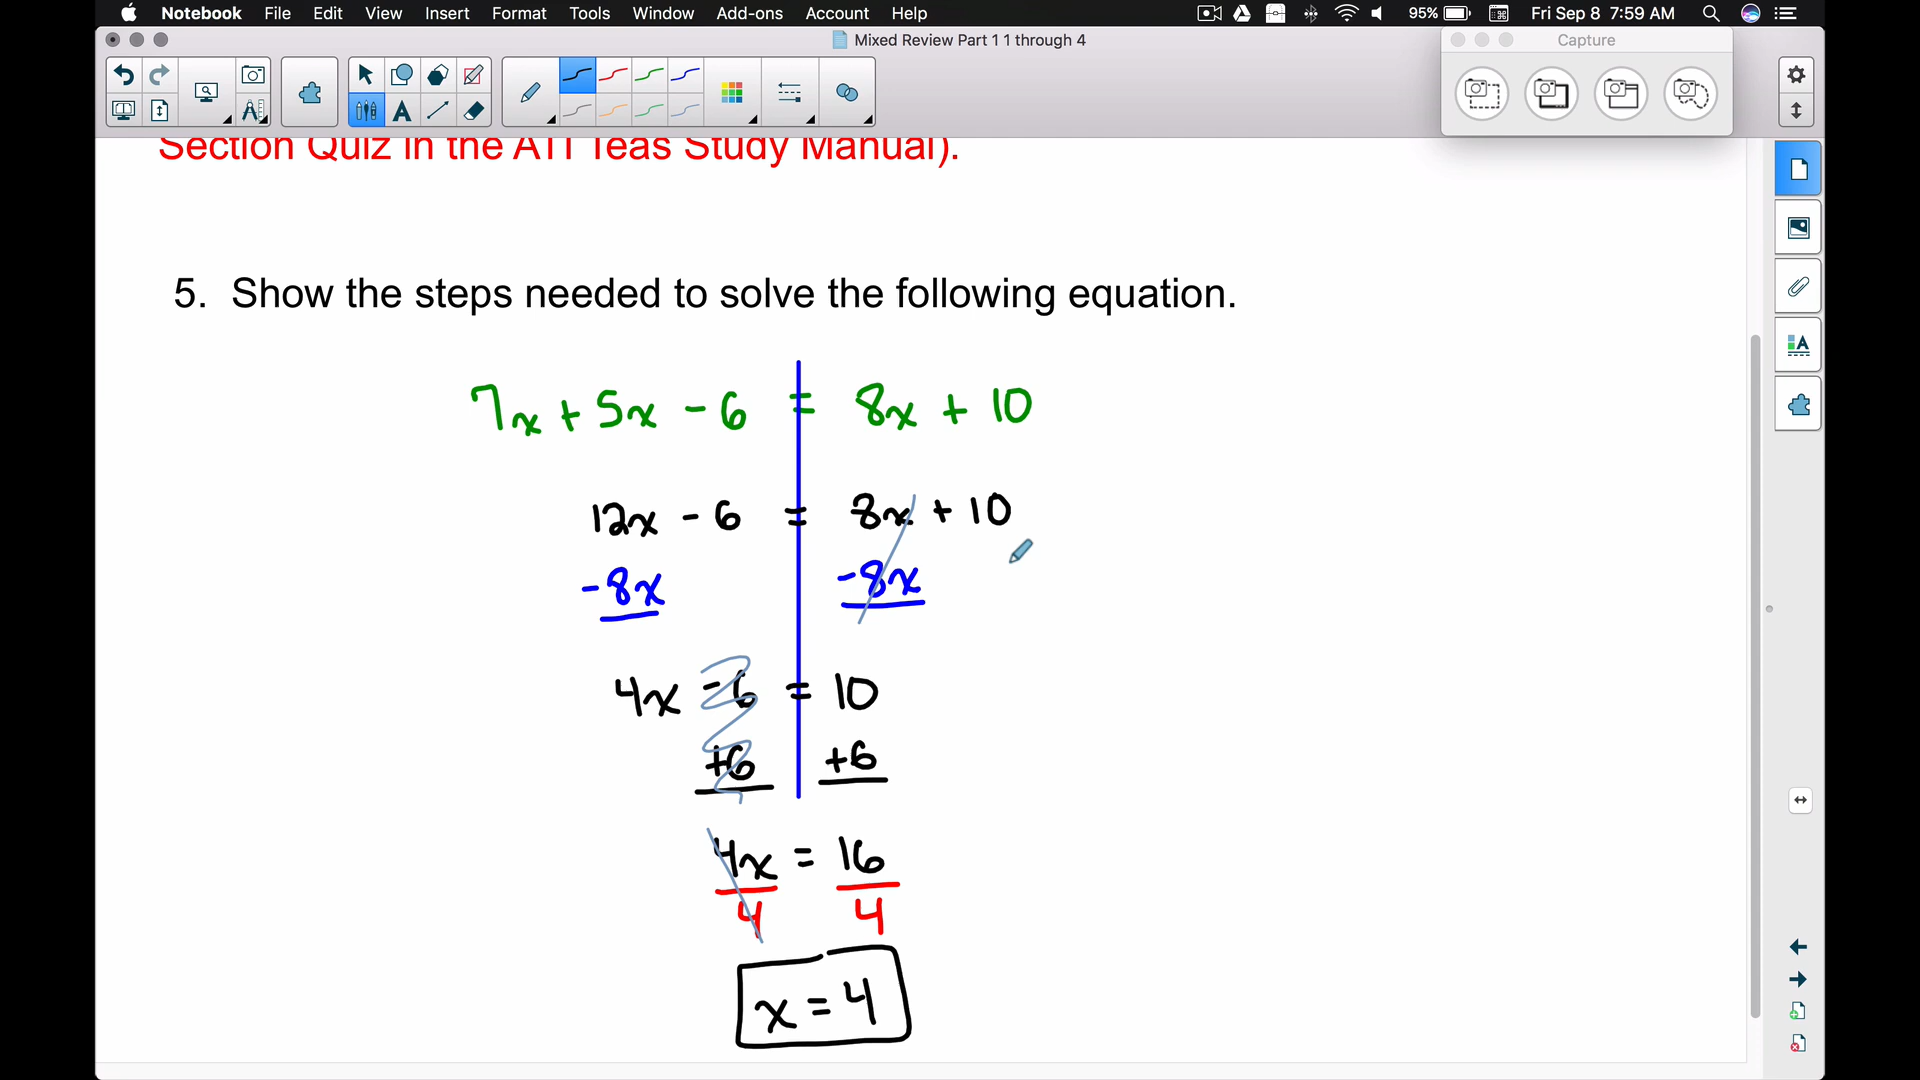 Notebook File Edit View Insert Format Tools Window Add-ons Account Help 95% Fri Sep 8 7:59 AM
Mixed Review Part 1 1 through 4
Capture
Section Quiz in the ATI Teas Study Manual).
5. Show the steps needed to solve the following equation.
7x + 5x - 6 = 8x + 10
12x - 6 = 8x + 10
-8x -8x
4x - 6 = 10
+6 +6
4x = 16
4 4
x = 4